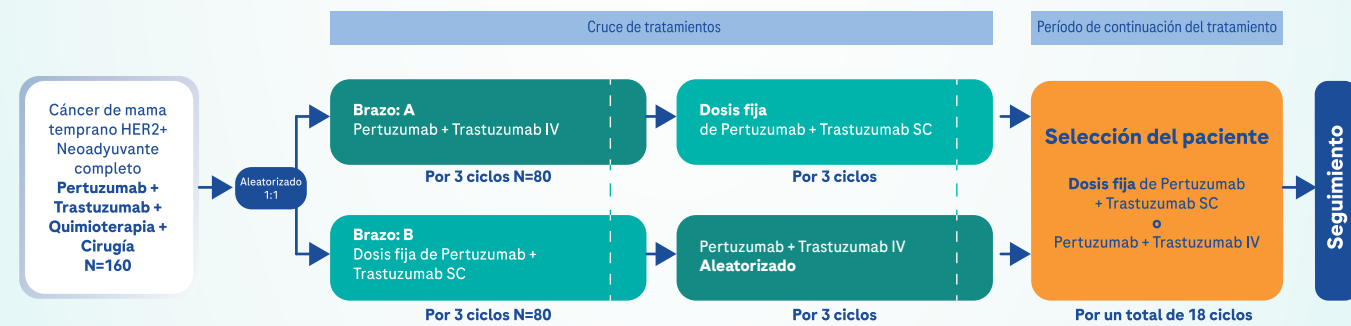 Cruce de tratamientos
Período de continuación del tratamiento
Cáncer de mama
temprano HER2+
Neoadyuvante
completo
Pertuzumab +
Trastuzumab +
Quimioterapia +
Cirugía
N=160
Aleatorizado
1:1
Brazo: A
Pertuzumab + Trastuzumab IV
Por 3 ciclos N=80
Dosis fija
de Pertuzumab + Trastuzumab SC
Por 3 ciclos
Brazo: B
Dosis fija de Pertuzumab +
Trastuzumab SC
Por 3 ciclos N=80
Pertuzumab + Trastuzumab IV
Aleatorizado
Por 3 ciclos
Selección del paciente
Dosis fija de Pertuzumab
+ Trastuzumab SC
o
Pertuzumab + Trastuzumab IV
Por un total de 18 ciclos
Seguimiento